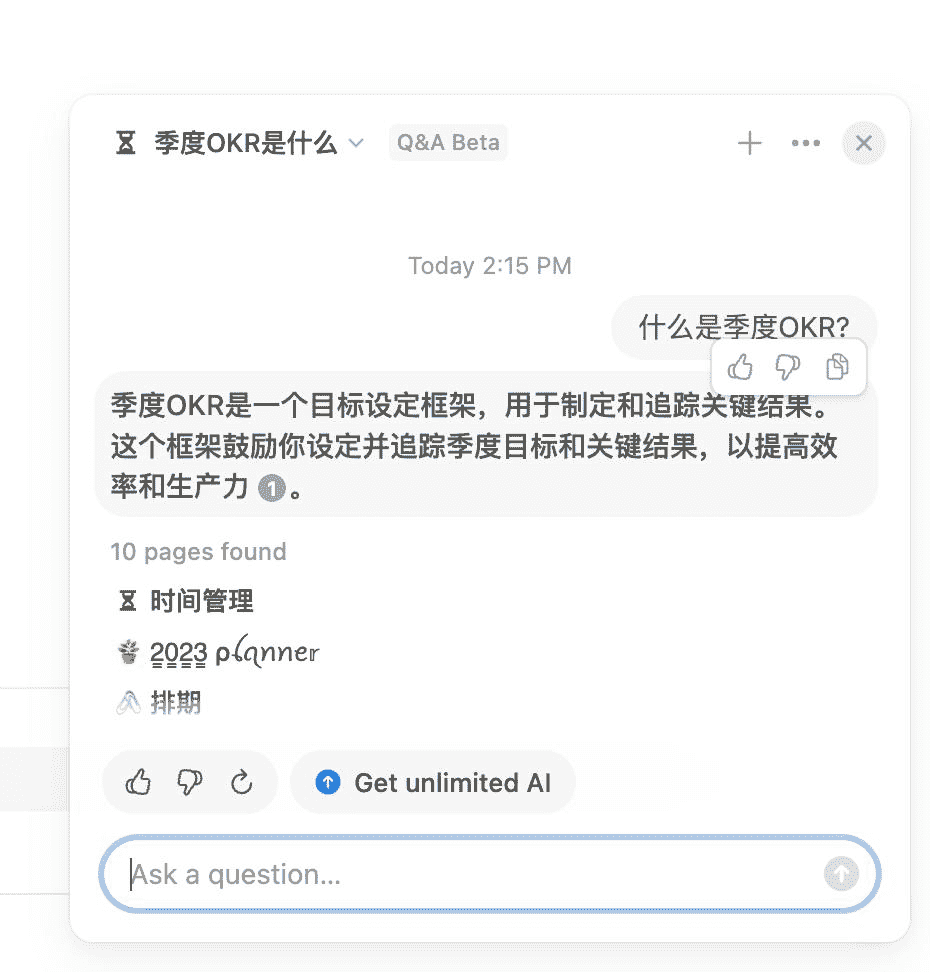 季度OKR是什么 Q&A Beta
Today 2:15 PM
什么是季度OKR?
季度OKR是一个目标设定框架，用于制定和追踪关键结果。
这个框架鼓励你设定并追踪季度目标和关键结果，以提高效
率和生产力 1 。
10 pages found
时间管理
2023 planner
排期
Get unlimited AI
Ask a question...